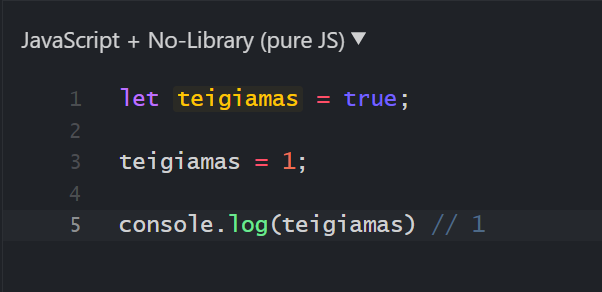 JavaScript + No-Library (pure JS) ▼
1 let teigiamas = true;
2
3 teigiamas = 1;
4
5 console.log(teigiamas) // 1